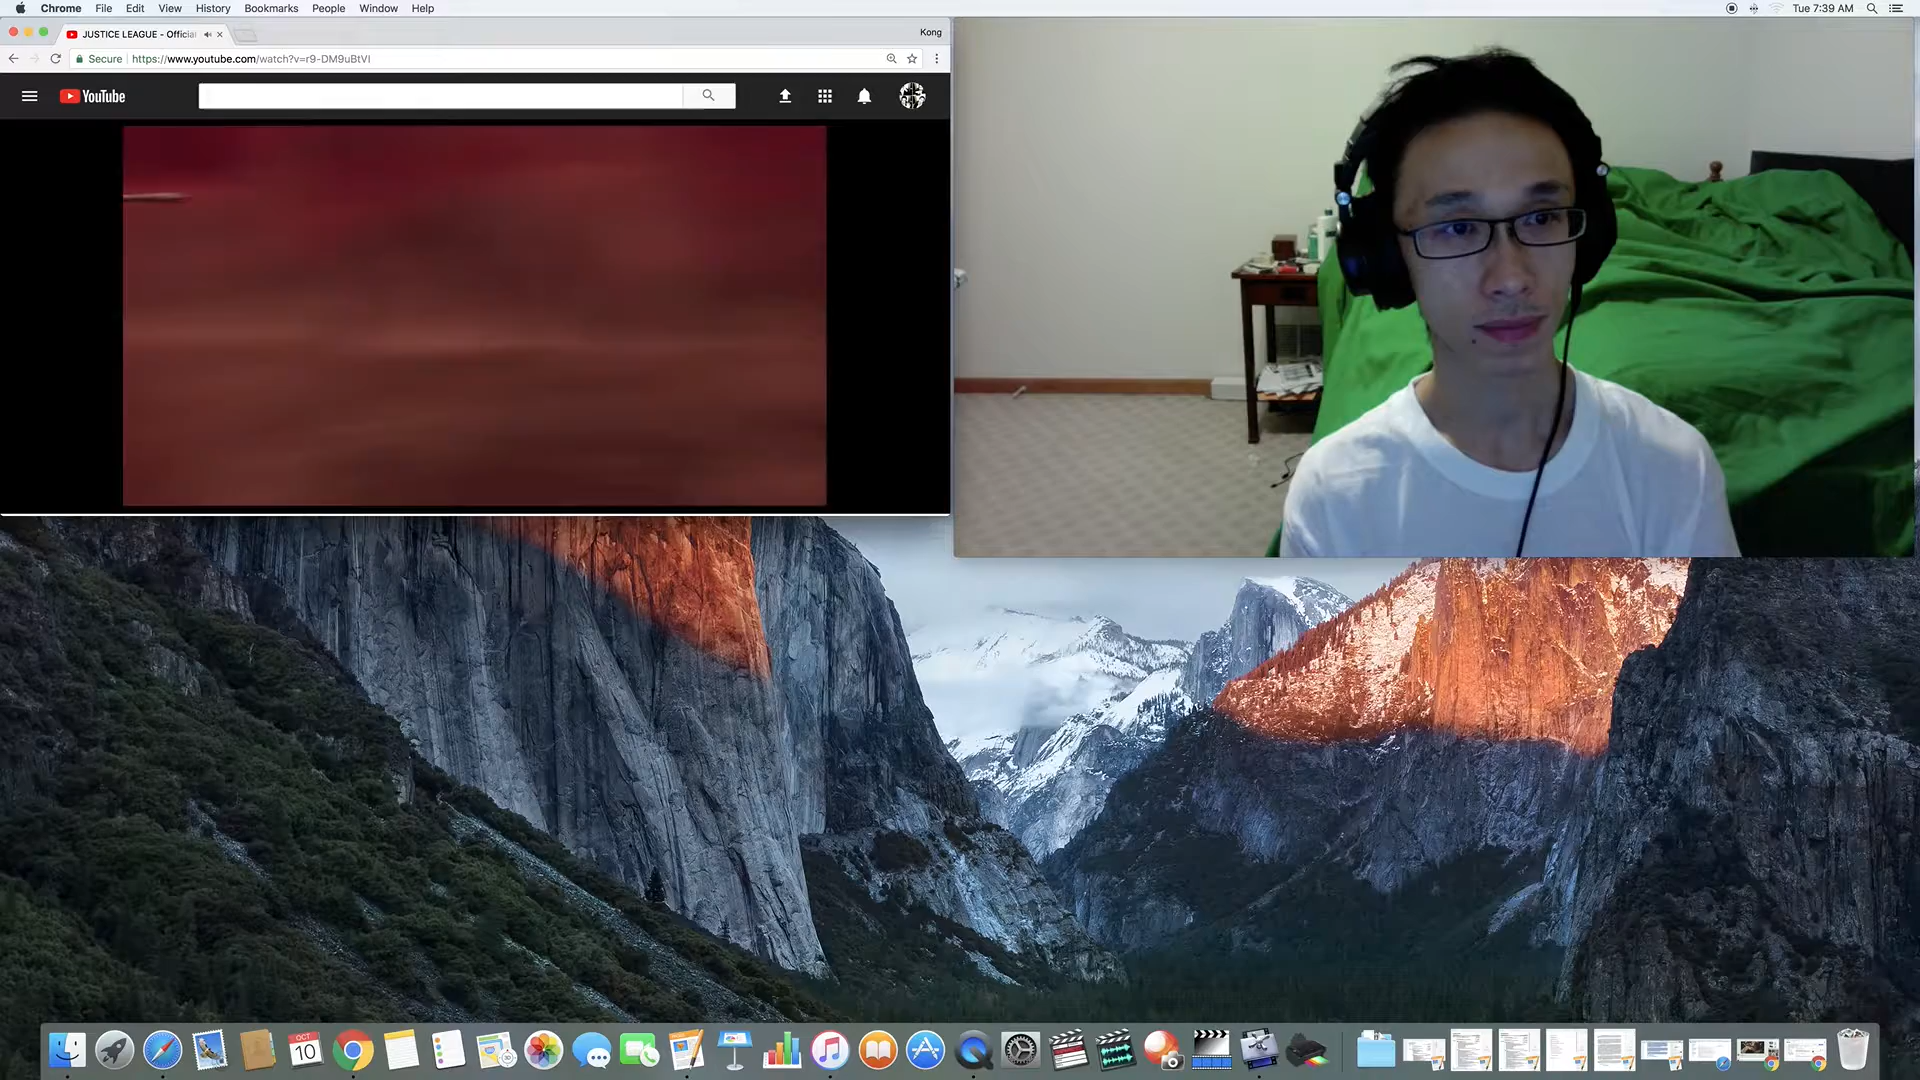 Chrome File Edit View History Bookmarks People Window Help Tue 7:39 AM
JUSTICE LEAGUE - Officia Kong
Secure https://www.youtube.com/watch?v=r9-DM9uBtVI
YouTube
OCT
10